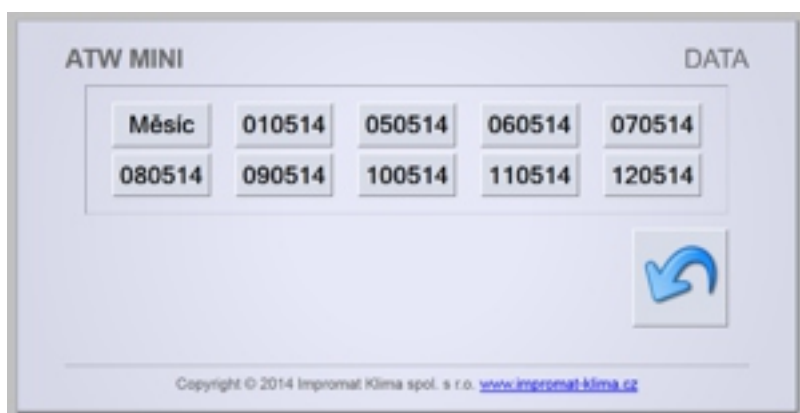 ATW MINI DATA
Měsíc 010514 050514 060514 070514
080514 090514 100514 110514 120514
Copyright © 2014 Impromat Klima spol. s r.o. www.impromat-klima.cz